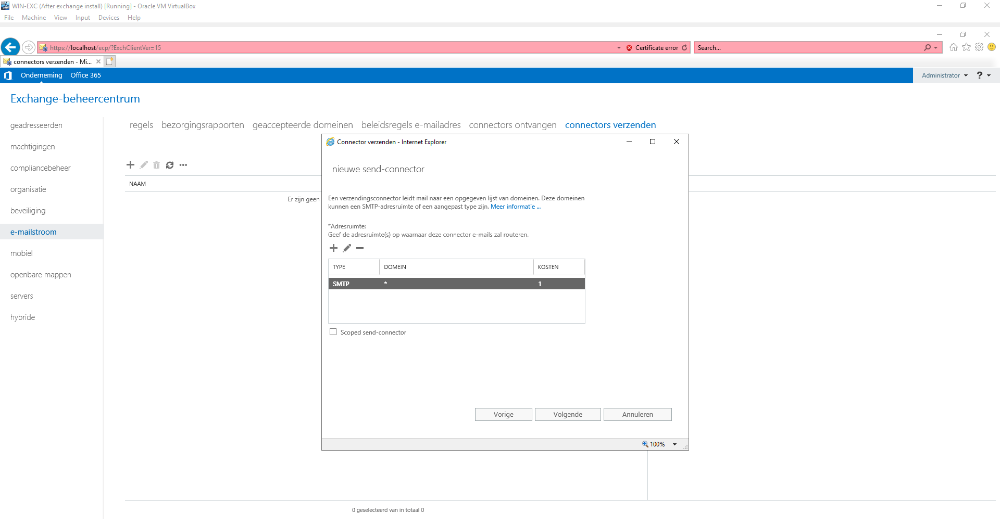 WIN-EXC (After exchange install) [Running] - Oracle VM VirtualBox
File Machine View Input Devices Help
https://localhost/ecp/?ExchClientVer=15
Certificate error
Search...
connectors verzenden - Mi...
Onderneming Office 365
Administrator ?
Exchange-beheercentrum
geadresseerden
machtigingen
compliancebeheer
organisatie
beveiliging
e-mailstroom
mobiel
openbare mappen
servers
hybride
regels bezorgingsrapporten geaccepteerde domeinen beleidsregels e-mailadres connectors ontvangen connectors verzenden
NAAM
Er zijn geen
Connector verzenden - Internet Explorer
nieuwe send-connector
Een verzendingsconnector leidt mail naar een opgegeven lijst van domeinen. Deze domeinen
kunnen een SMTP-adresruimte of een aangepast type zijn. Meer informatie ...
*Adresruimte:
Geef de adresruimte(s) op waarnaar deze connector e-mails zal routeren.
TYPE DOMEIN KOSTEN
SMTP * 1
Scoped send-connector
Vorige Volgende Annuleren
100%
0 geselecteerd van in totaal 0